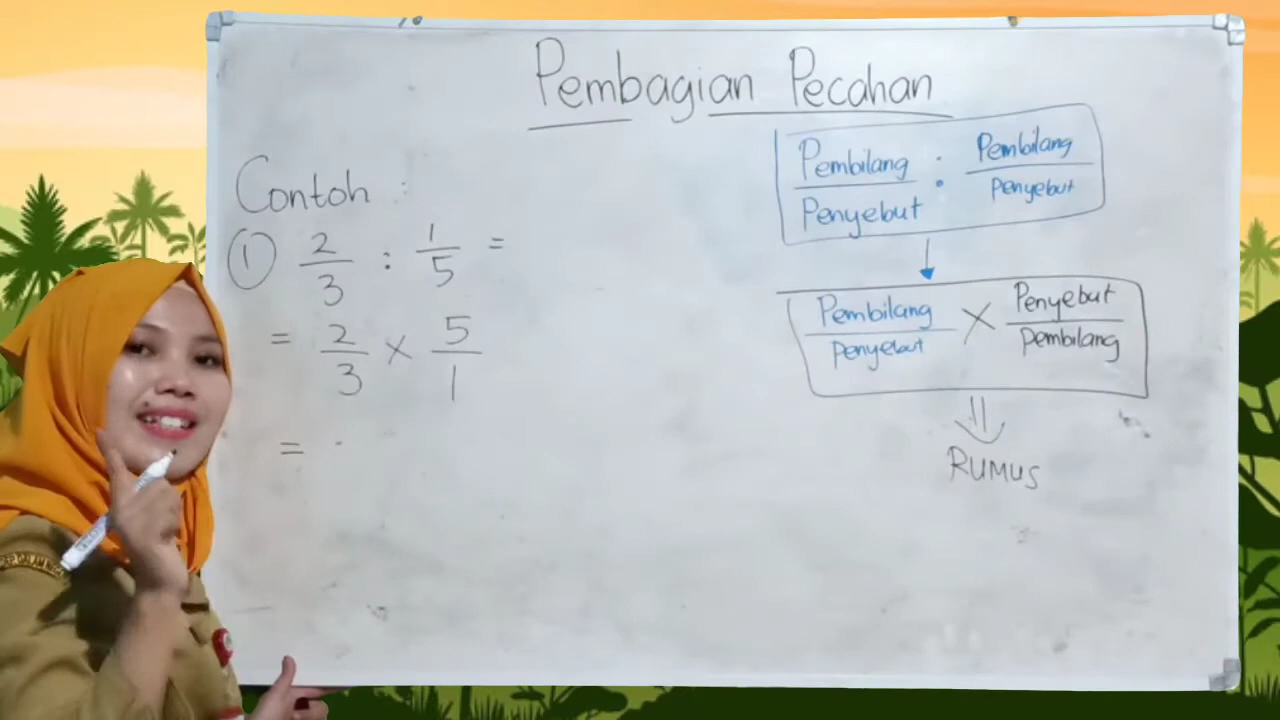 Pembagian Pecahan
Contoh :
① 2/3 : 1/5 =
= 2/3 × 5/1
=
Pembilang/Penyebut : Pembilang/Penyebut
Pembilang/Penyebut × Penyebut/Pembilang
RUMUS